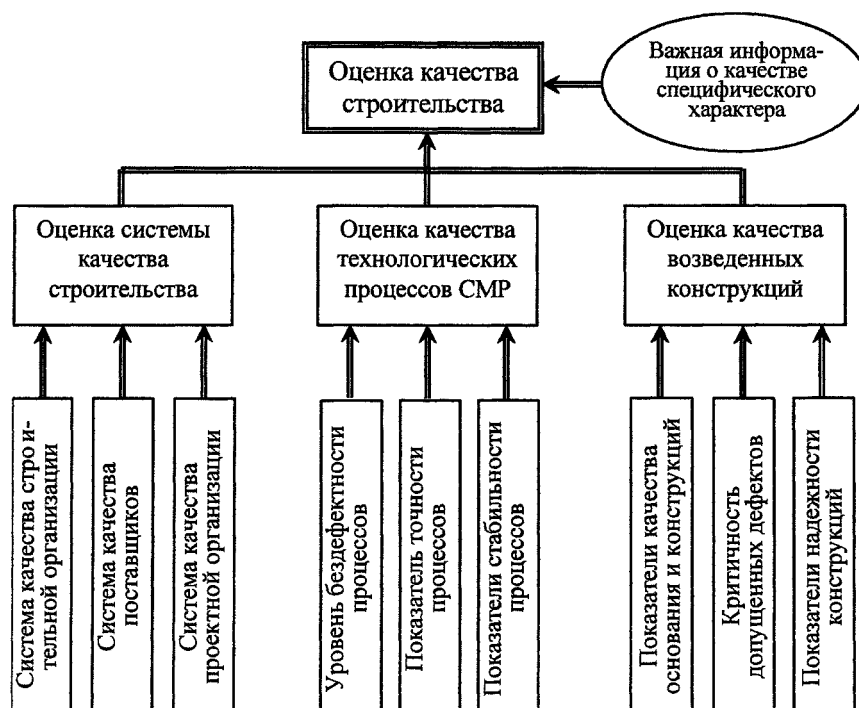 Оценка качества
строительства
Важная информа-
ция о качестве
специфического
характера
Оценка системы
качества
строительства
Оценка качества
технологических
процессов СМР
Оценка качества
возведенных
конструкций
Система качества стро и-
тельной организации
Система качества
поставщиков
Система качества
проектной организации
Уровень бездефектности
процессов
Показатель точности
процессов
Показатели стабильности
процессов
Показатели качества
основания и конструкций
Критичность
допущенных дефектов
Показатели надежности
конструкций